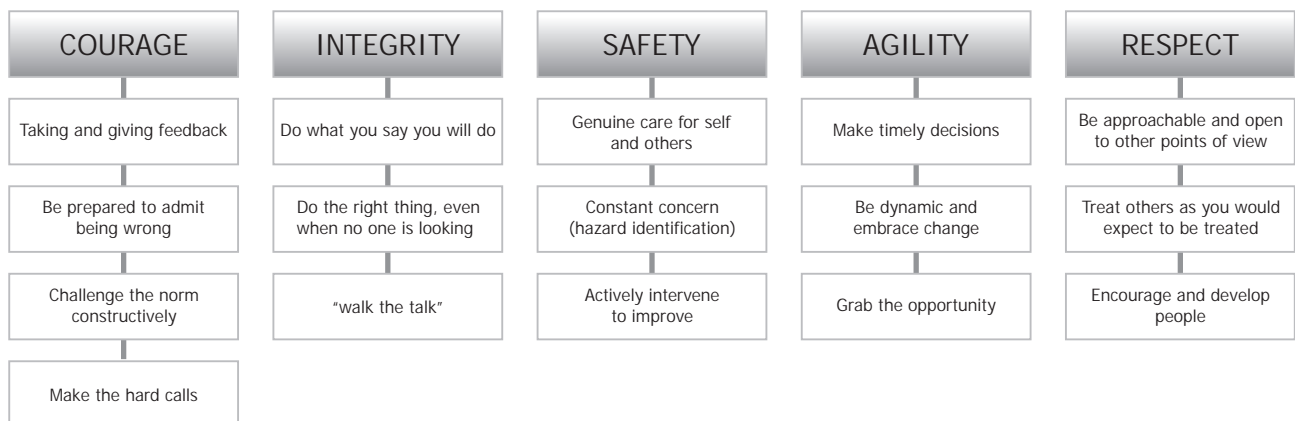 COURAGE
Taking and giving feedback
Be prepared to admit
being wrong
Challenge the norm
constructively
Make the hard calls
INTEGRITY
Do what you say you will do
Do the right thing, even
when no one is looking
“walk the talk”
SAFETY
Genuine care for self
and others
Constant concern
(hazard identification)
Actively intervene
to improve
AGILITY
Make timely decisions
Be dynamic and
embrace change
Grab the opportunity
RESPECT
Be approachable and open
to other points of view
Treat others as you would
expect to be treated
Encourage and develop
people